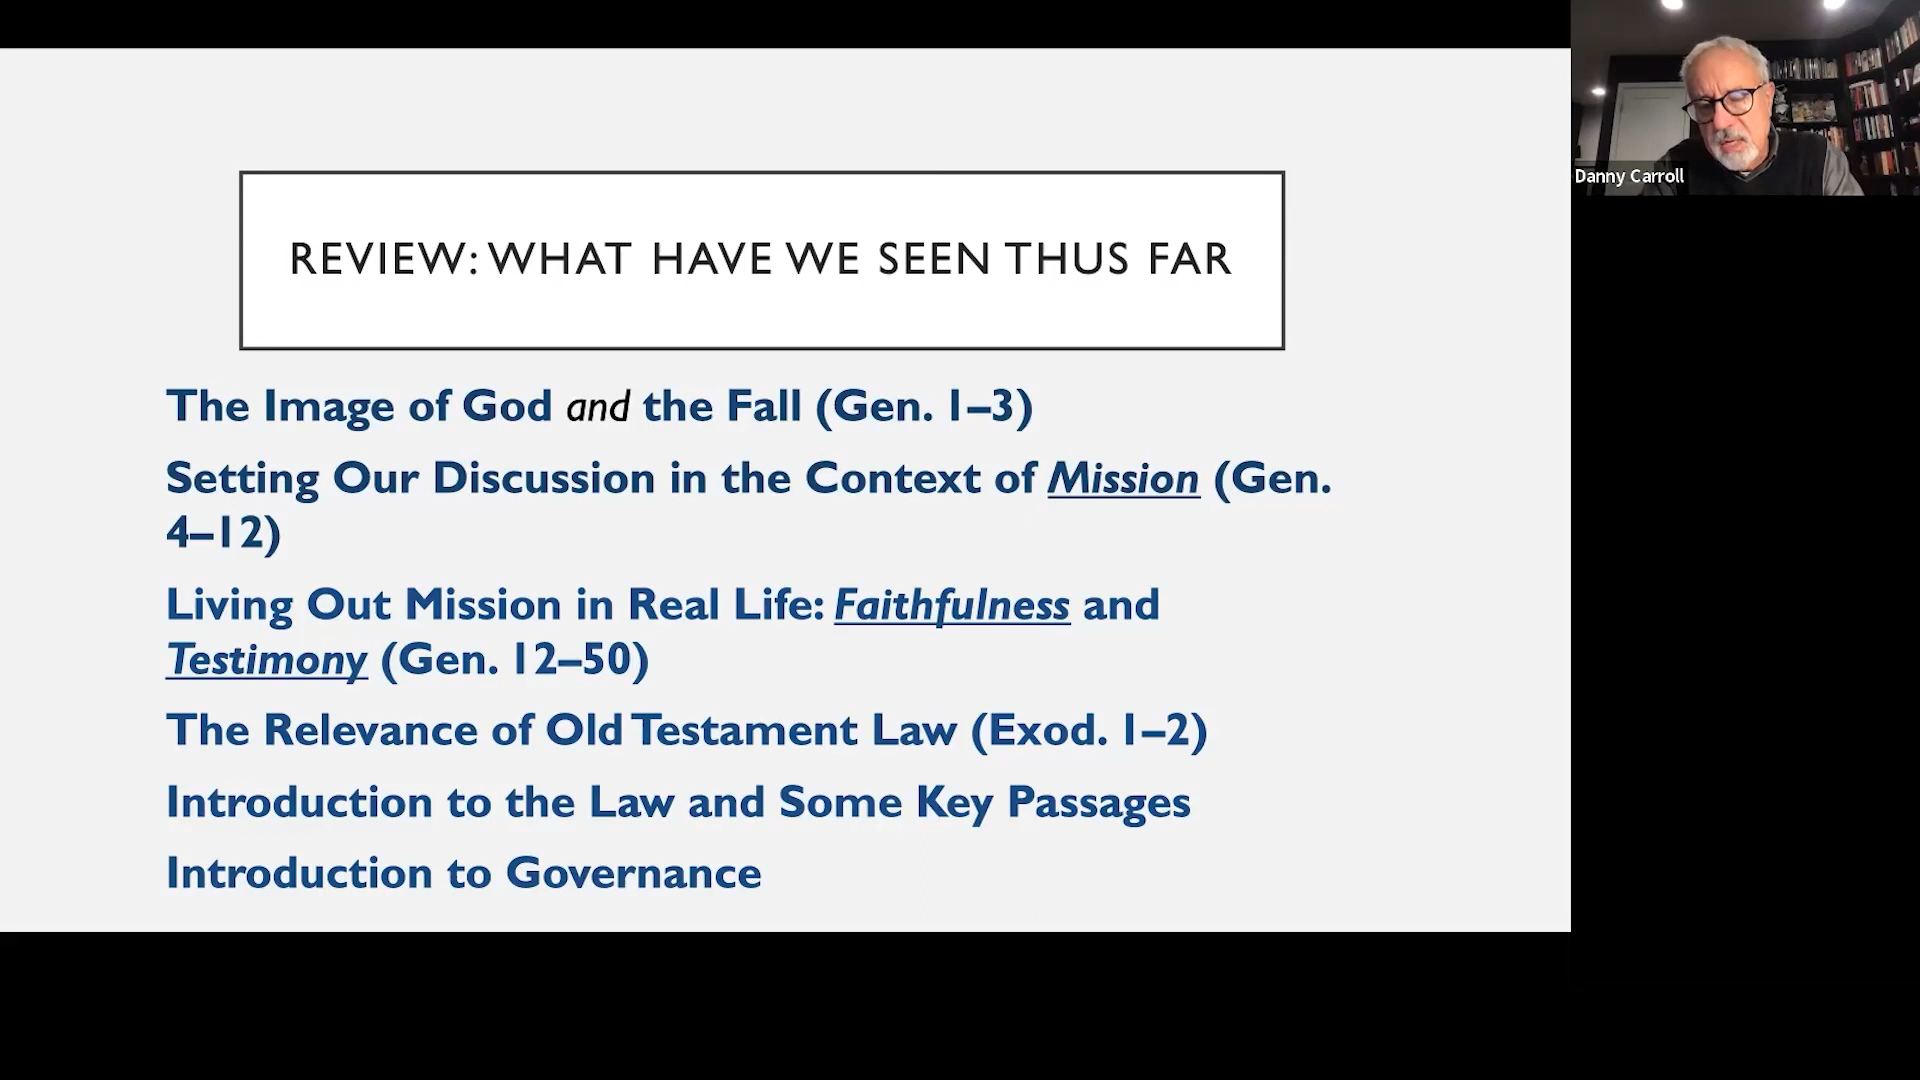 REVIEW: WHAT HAVE WE SEEN THUS FAR
The Image of God and the Fall (Gen. 1–3)
Setting Our Discussion in the Context of Mission (Gen.
4–12)
Living Out Mission in Real Life: Faithfulness and
Testimony (Gen. 12–50)
The Relevance of Old Testament Law (Exod. 1–2)
Introduction to the Law and Some Key Passages
Introduction to Governance
Danny Carroll